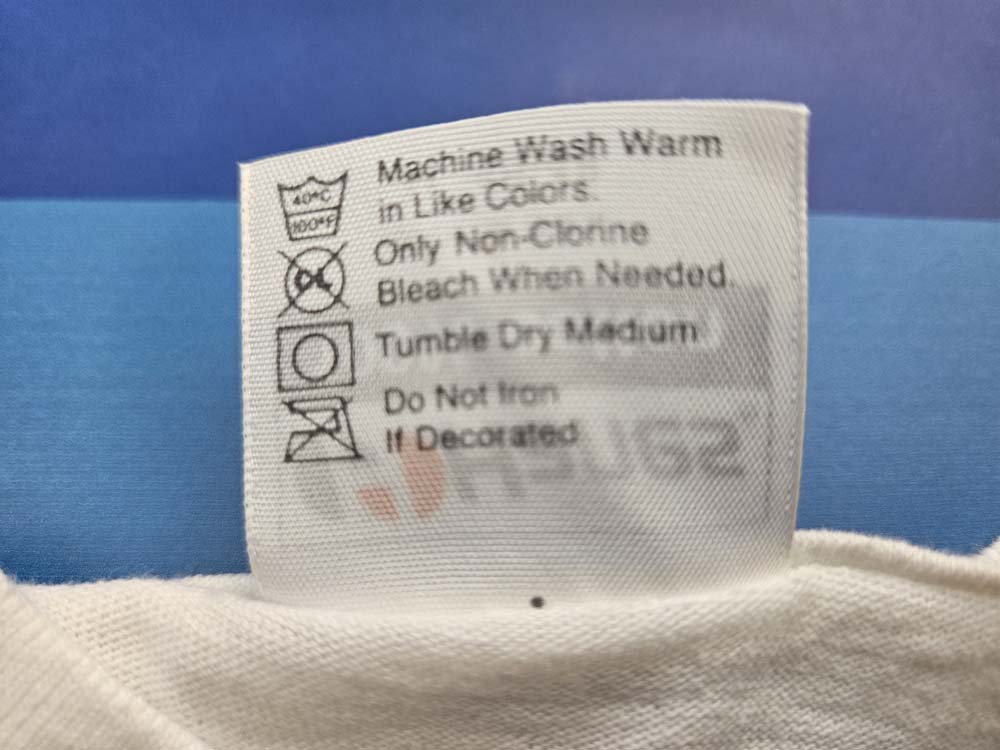 40°C
100°F
CL
Machine Wash Warm
in Like Colors.
Only Non-Clorine
Bleach When Needed.
Tumble Dry Medium
Do Not Iron
If Decorated